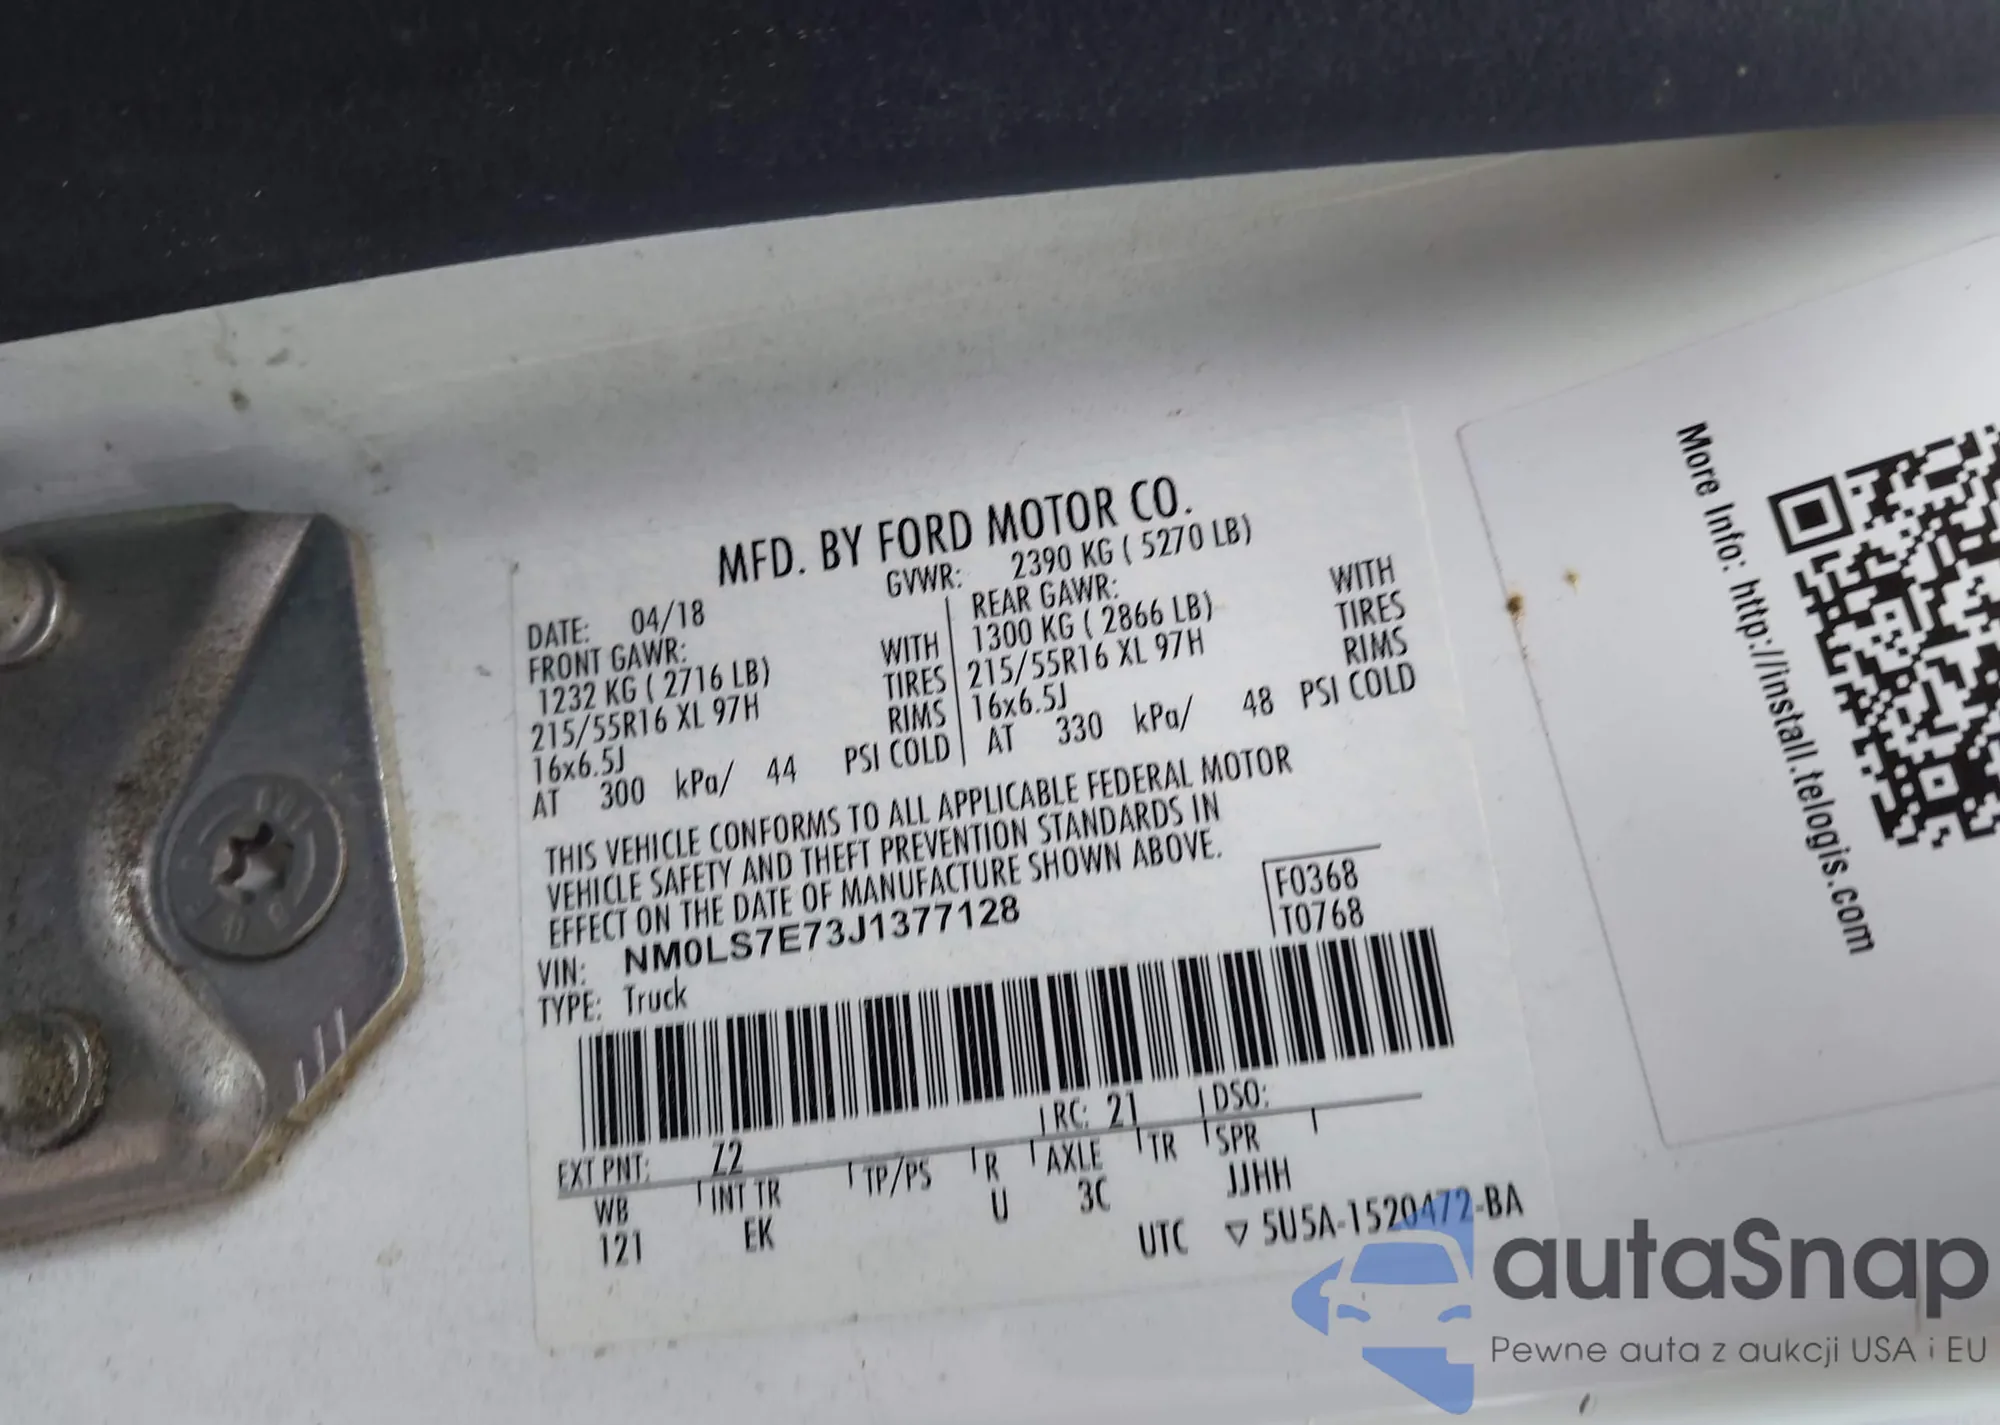 MFD. BY FORD MOTOR CO.
DATE: 04/18 GVWR: 2390 KG ( 5270 LB)
FRONT GAWR: REAR GAWR:
1232 KG ( 2716 LB) WITH 1300 KG ( 2866 LB) WITH
215/55R16 XL 97H TIRES 215/55R16 XL 97H TIRES
16x6.5J RIMS 16x6.5J RIMS
AT 300 kPa/ 44 PSI COLD AT 330 kPa/ 48 PSI COLD
THIS VEHICLE CONFORMS TO ALL APPLICABLE FEDERAL MOTOR
VEHICLE SAFETY AND THEFT PREVENTION STANDARDS IN
EFFECT ON THE DATE OF MANUFACTURE SHOWN ABOVE.
VIN: NM0LS7E73J1377128 F0368
TYPE: Truck T0768
EXT PNT: Z2 RC: 21 DSO:
WB INT TR TP/PS R AXLE TR SPR
121 EK U 3C JJHH
UTC ▽ 5U5A-1520472-BA
More Info: http://install.telogis.com
autaSnap
Pewne auta z aukcji USA i EU